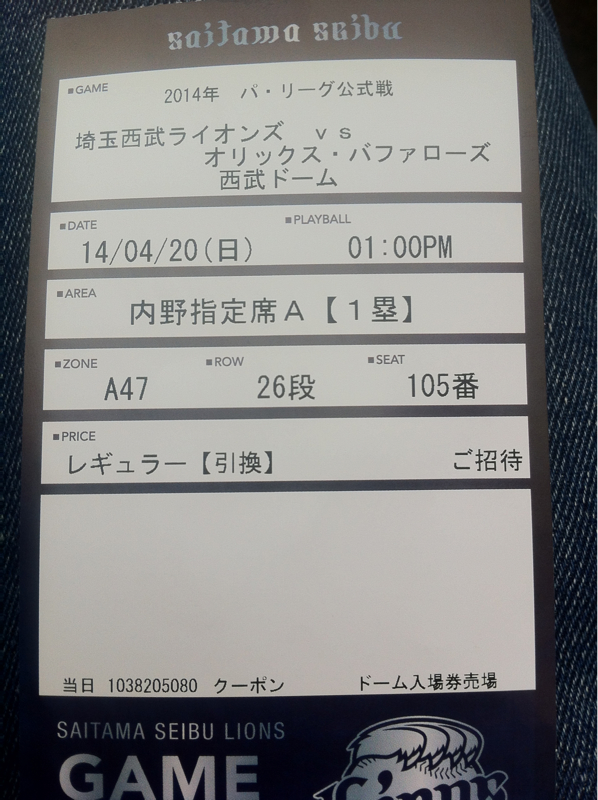 saitama seibu
■GAME
2014年 パ・リーグ公式戦
埼玉西武ライオンズ ｖｓ
オリックス・バファローズ
西武ドーム
■DATE ■PLAYBALL
14/04/20(日) 01:00PM
■AREA
内野指定席Ａ【１塁】
■ZONE ■ROW ■SEAT
A47 26段 105番
■PRICE
レギュラー【引換】 ご招待
当日 1038205080 クーポン ドーム入場券売場
SAITAMA SEIBU LIONS
GAME